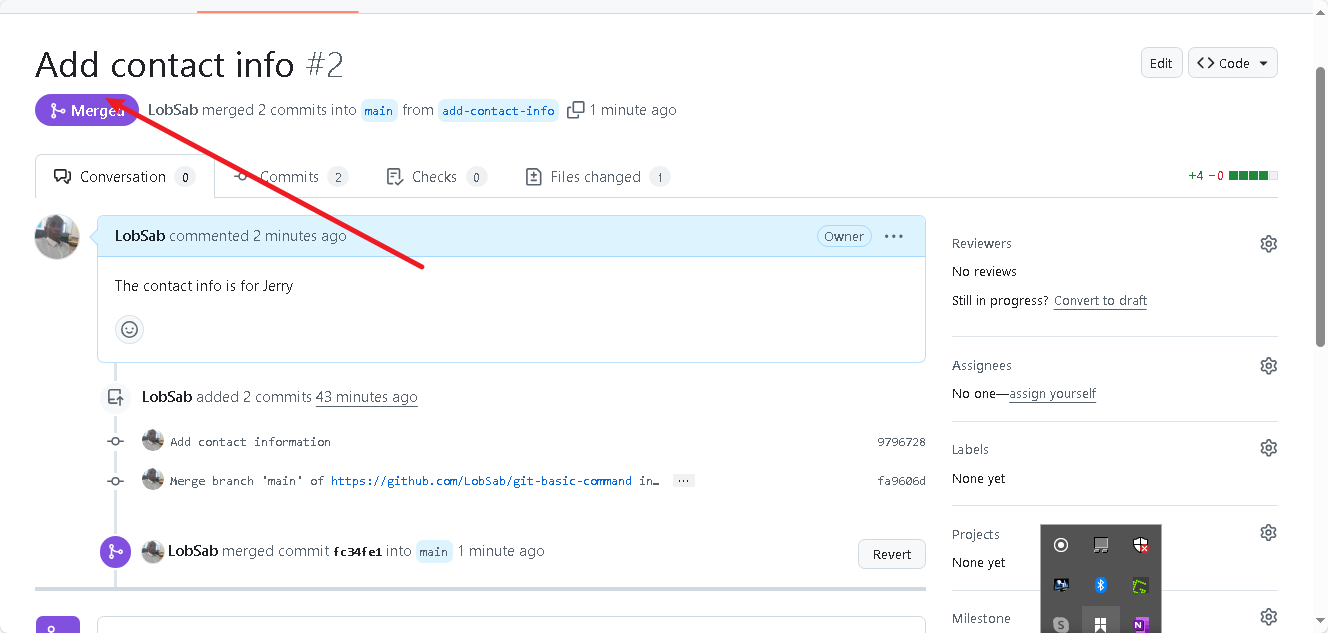 Add contact info #2
Edit
Code
Merged
LobSab merged 2 commits into main from add-contact-info 1 minute ago
Conversation 0
Commits 2
Checks 0
Files changed 1
+4 −0
LobSab commented 2 minutes ago
Owner
The contact info is for Jerry
LobSab added 2 commits 43 minutes ago
Add contact information
9796728
Merge branch 'main' of https://github.com/LobSab/git-basic-command in…
fa9606d
LobSab merged commit fc34fe1 into main 1 minute ago
Revert
Reviewers
No reviews
Still in progress? Convert to draft
Assignees
No one—assign yourself
Labels
None yet
Projects
None yet
Milestone
S
N